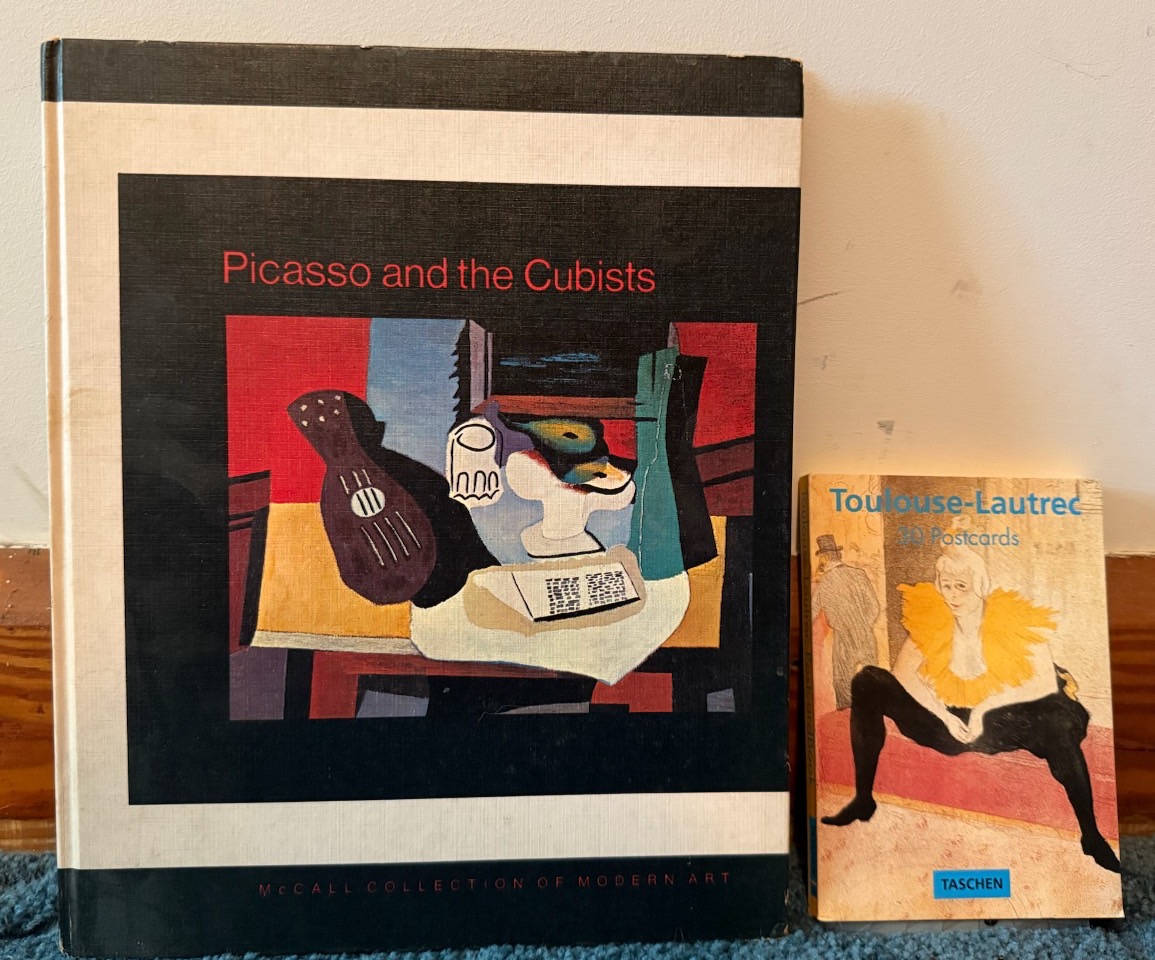 Picasso and the Cubists
McCALL COLLECTION OF MODERN ART
Toulouse-Lautrec
30 Postcards
TASCHEN